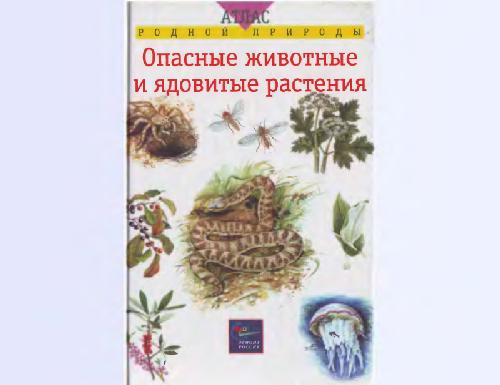 АТЛАС
РОДНОЙ ПРИРОДЫ
Опасные животные
и ядовитые растения